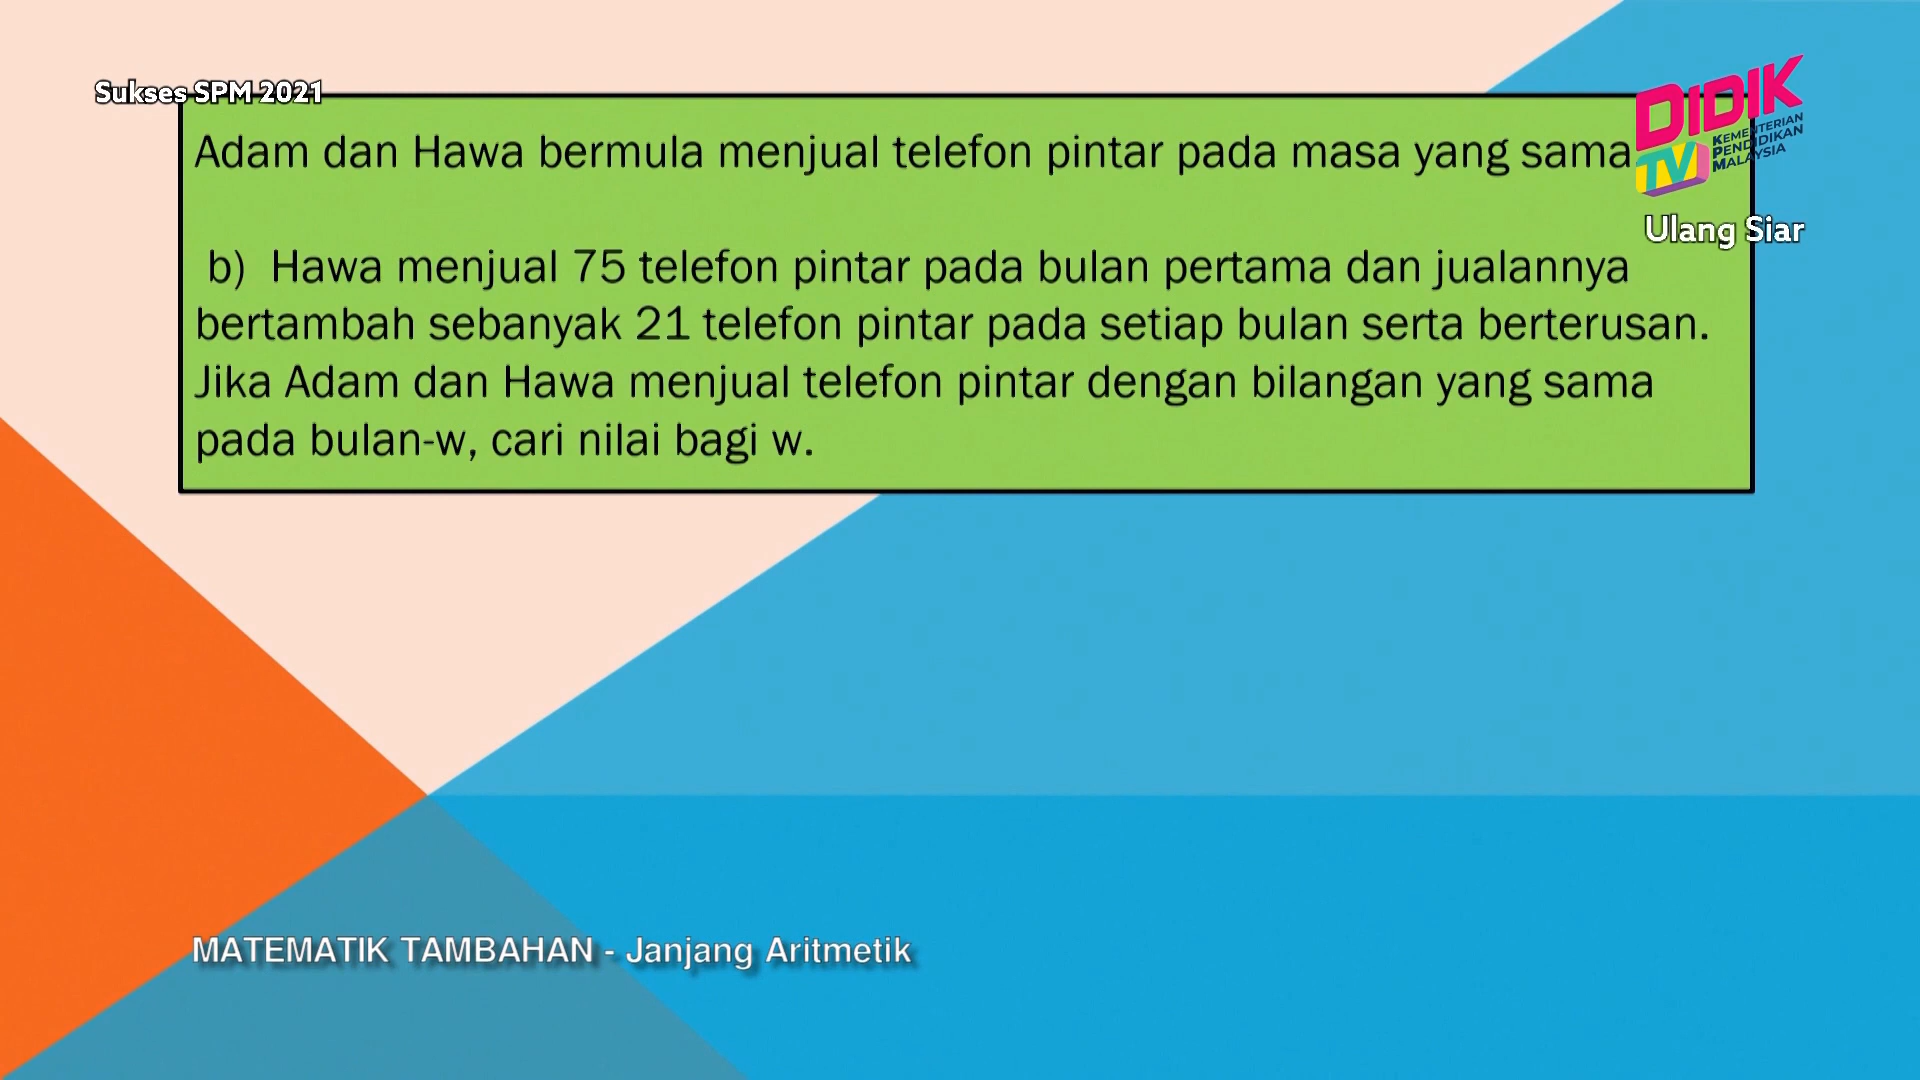 Sukses SPM 2021
DIDIK
TV
KEMENTERIAN
PENDIDIKAN
MALAYSIA
Ulang Siar
Adam dan Hawa bermula menjual telefon pintar pada masa yang sama
b) Hawa menjual 75 telefon pintar pada bulan pertama dan jualannya
bertambah sebanyak 21 telefon pintar pada setiap bulan serta berterusan.
Jika Adam dan Hawa menjual telefon pintar dengan bilangan yang sama
pada bulan-w, cari nilai bagi w.
MATEMATIK TAMBAHAN - Janjang Aritmetik